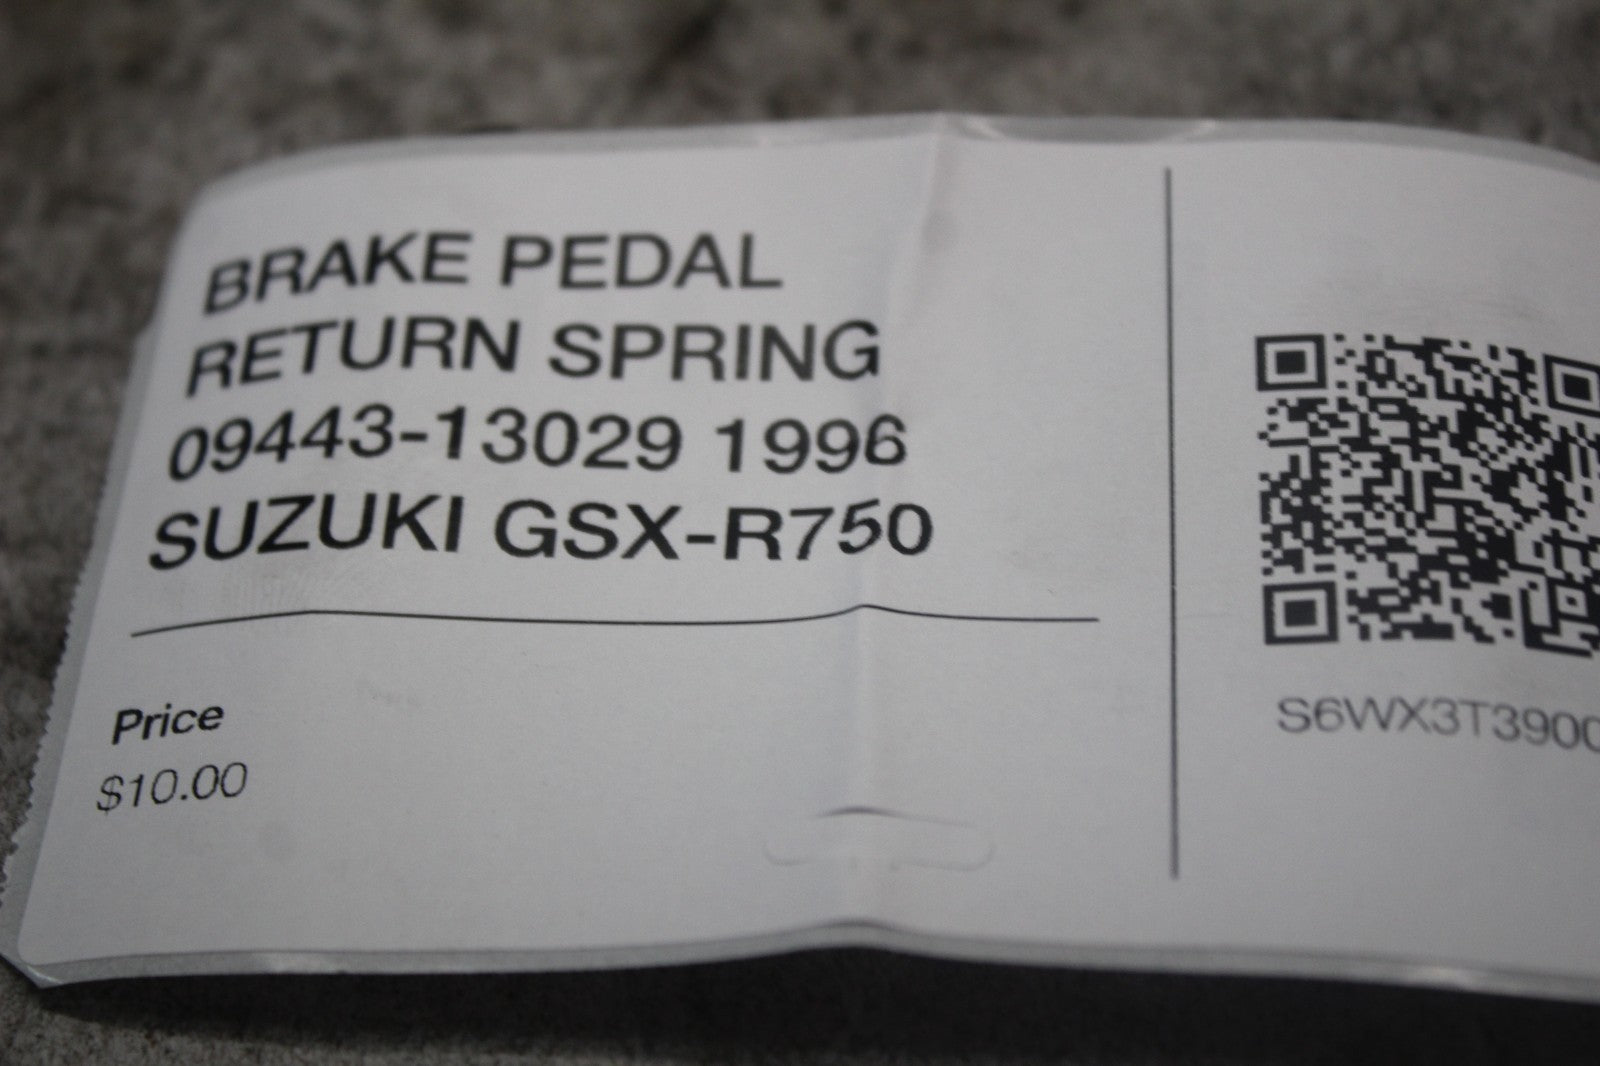 BRAKE PEDAL
RETURN SPRING
09443-13029 1996
SUZUKI GSX-R750
Price
$10.00
S6WX3T3900